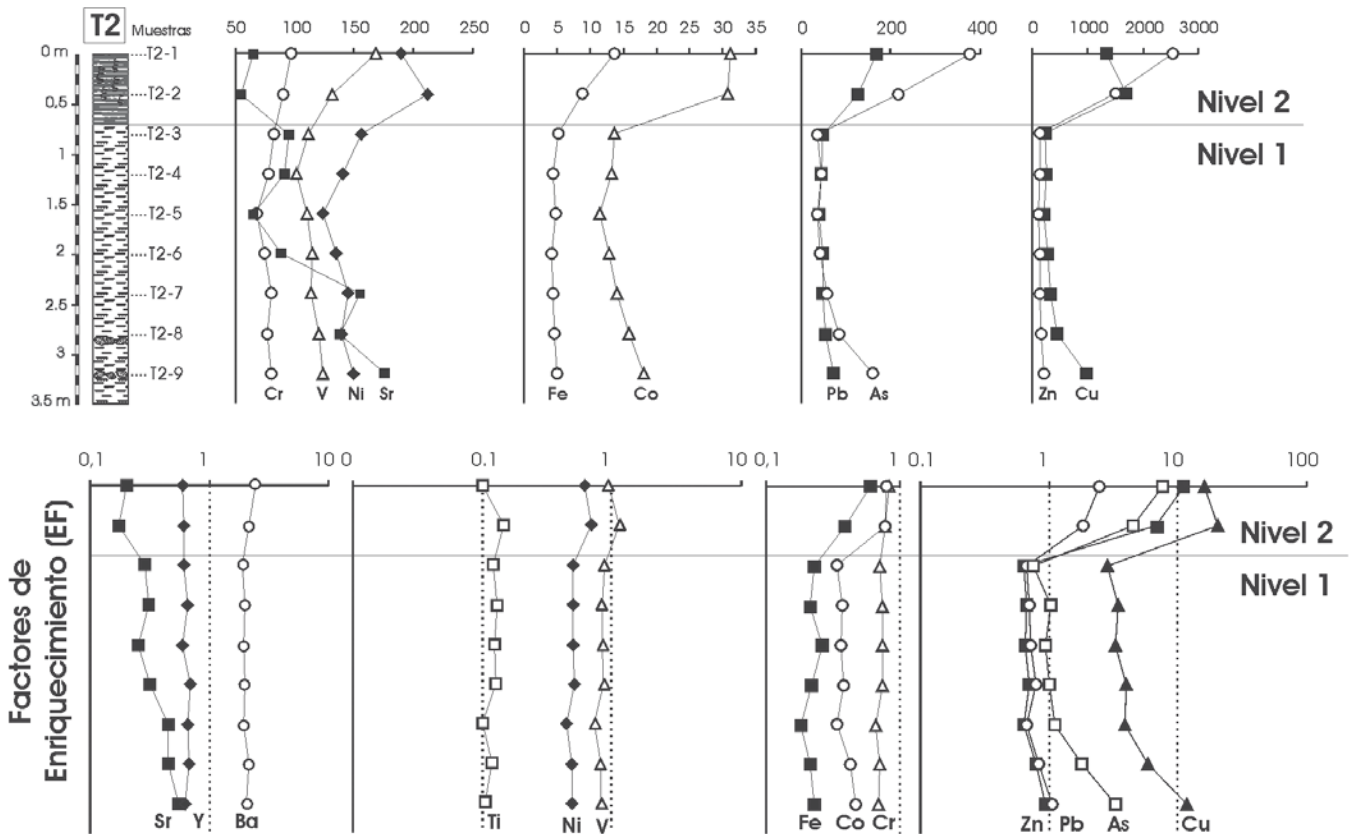 T2 Muestras 50 100 150 200 250 0 5 10 15 20 25 30 35 0 200 400 0 1000 2000 3000
0 m T2-1
T2-2
0,5 Nivel 2
T2-3
1 Nivel 1
T2-4
1.5
T2-5
2 T2-6
T2-7
2.5
T2-8
3
T2-9
3.5 m Cr V Ni Sr Fe Co Pb As Zn Cu
0,1 1 10 0 0.1 1 10 0,1 1 0.1 1 10 100
Factores de
Enriquecimiento (EF)
Nivel 2
Nivel 1
Sr Y Ba Ti Ni V Fe Co Cr Zn Pb As Cu